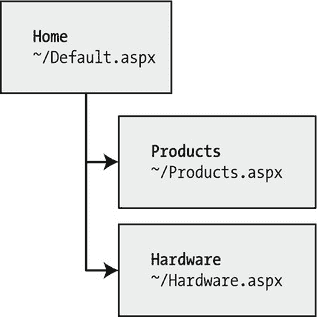 Home
~/Default.aspx
Products
~/Products.aspx
Hardware
~/Hardware.aspx